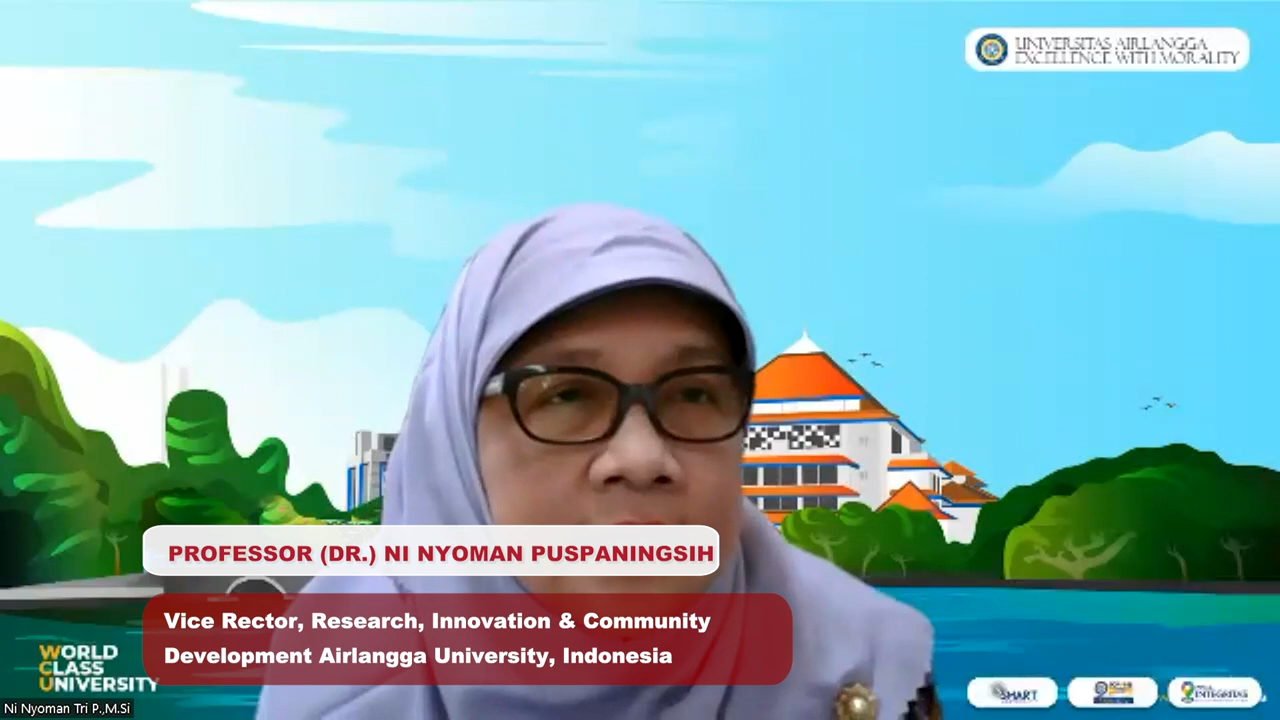 UNIVERSITAS AIRLANGGA
EXCELLENCE WITH MORALITY
PROFESSOR (DR.) NI NYOMAN PUSPANINGSIH
Vice Rector, Research, Innovation & Community
Development Airlangga University, Indonesia
WORLD
CLASS
UNIVERSITY
Ni Nyoman Tri P.,M.Si
SMART
INTEGRITAS